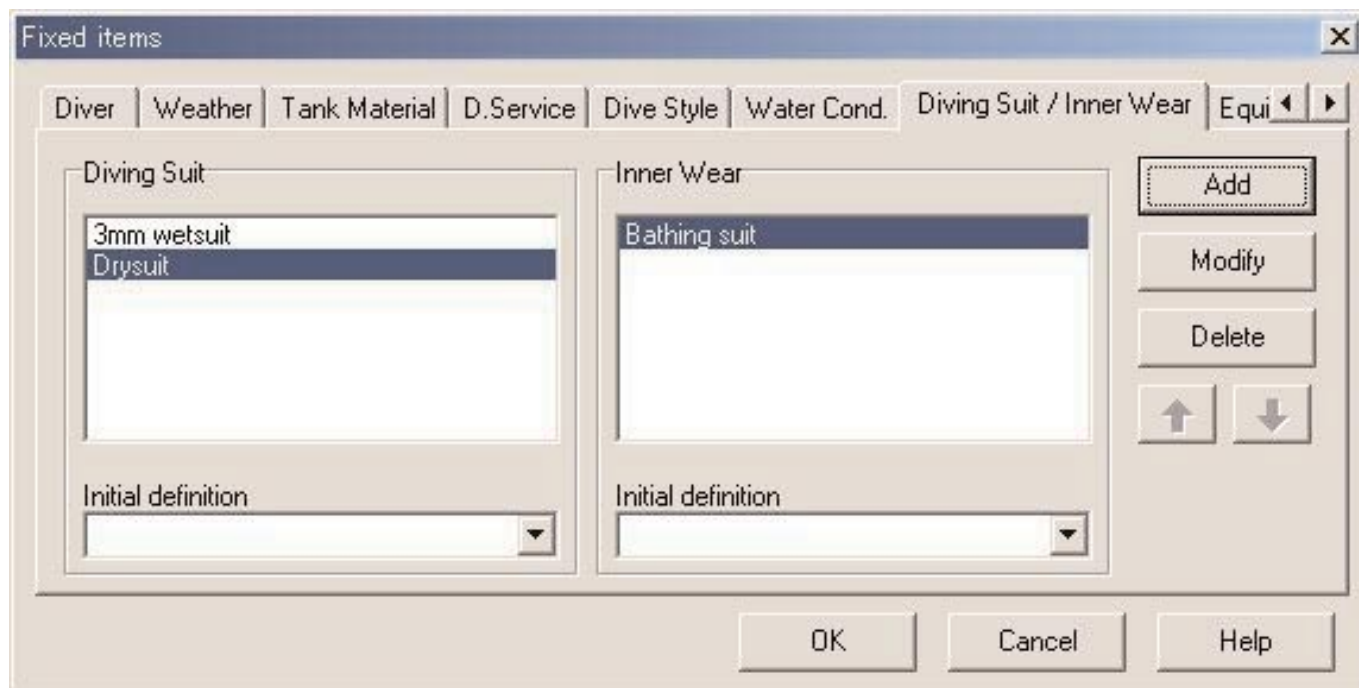 Fixed items
Diver Weather Tank Material D.Service Dive Style Water Cond. Diving Suit / Inner Wear Equi
Diving Suit
3mm wetsuit
Drysuit
Initial definition
Inner Wear
Bathing suit
Initial definition
Add
Modify
Delete
OK Cancel Help